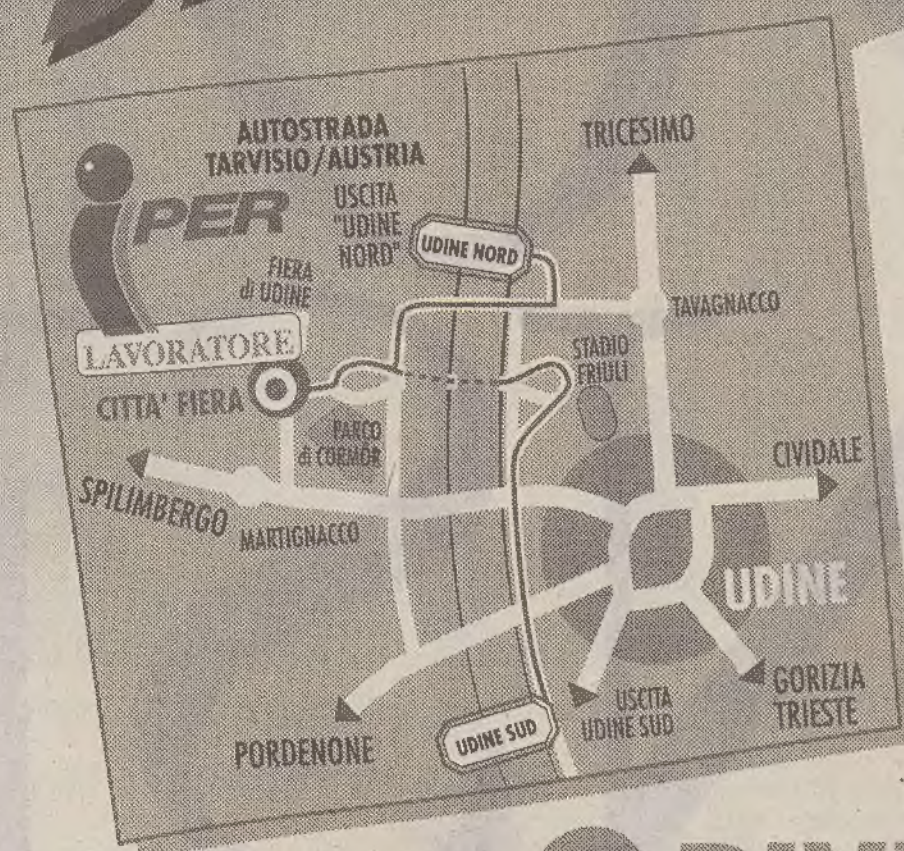 AUTOSTRADA
TARVISIO/AUSTRIA
USCITA
"UDINE
NORD"
iPER
LAVORATORE
FIERA
di UDINE
CITTA' FIERA
UDINE NORD
TRICESIMO
TAVAGNACCO
STADIO
FRIULI
PARCO
di CORMÔR
CIVIDALE
SPILIMBERGO
MARTIGNACCO
UDINE
GORIZIA
TRIESTE
USCITA
UDINE SUD
UDINE SUD
PORDENONE